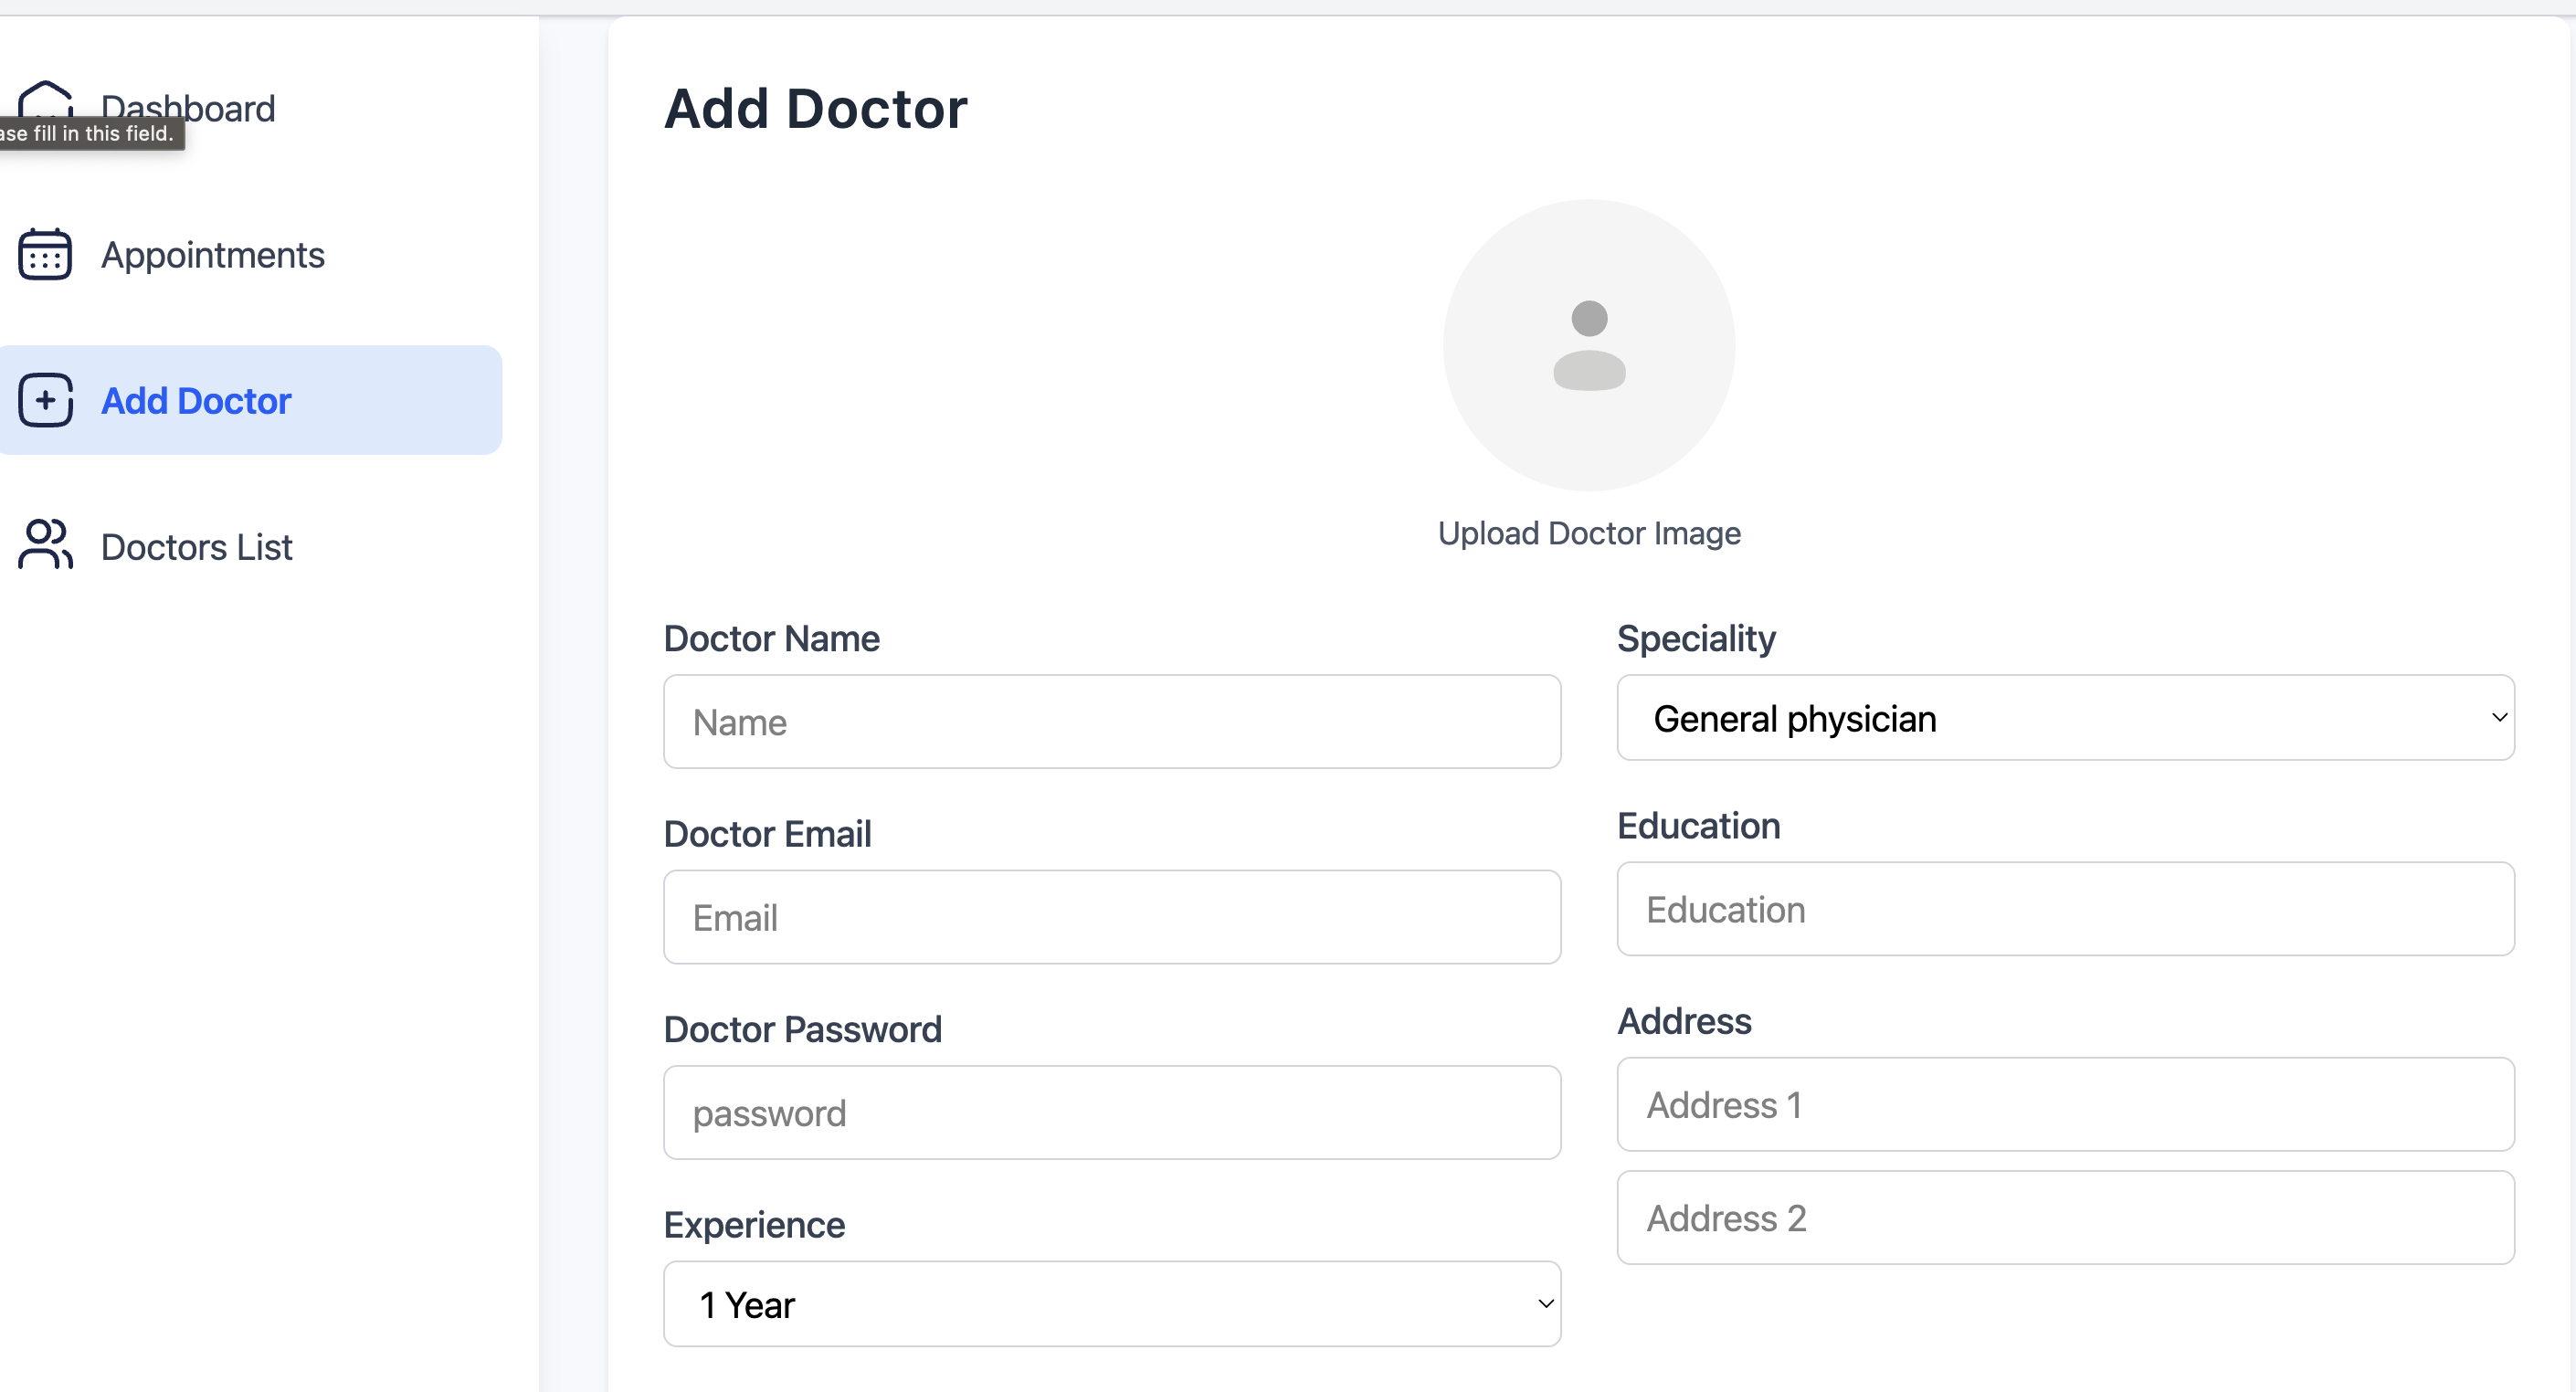 Dashboard
ase fill in this field.
Appointments
Add Doctor
Doctors List
Add Doctor
Upload Doctor Image
Doctor Name
Name
Doctor Email
Email
Doctor Password
password
Experience
1 Year
Speciality
General physician
Education
Education
Address
Address 1
Address 2